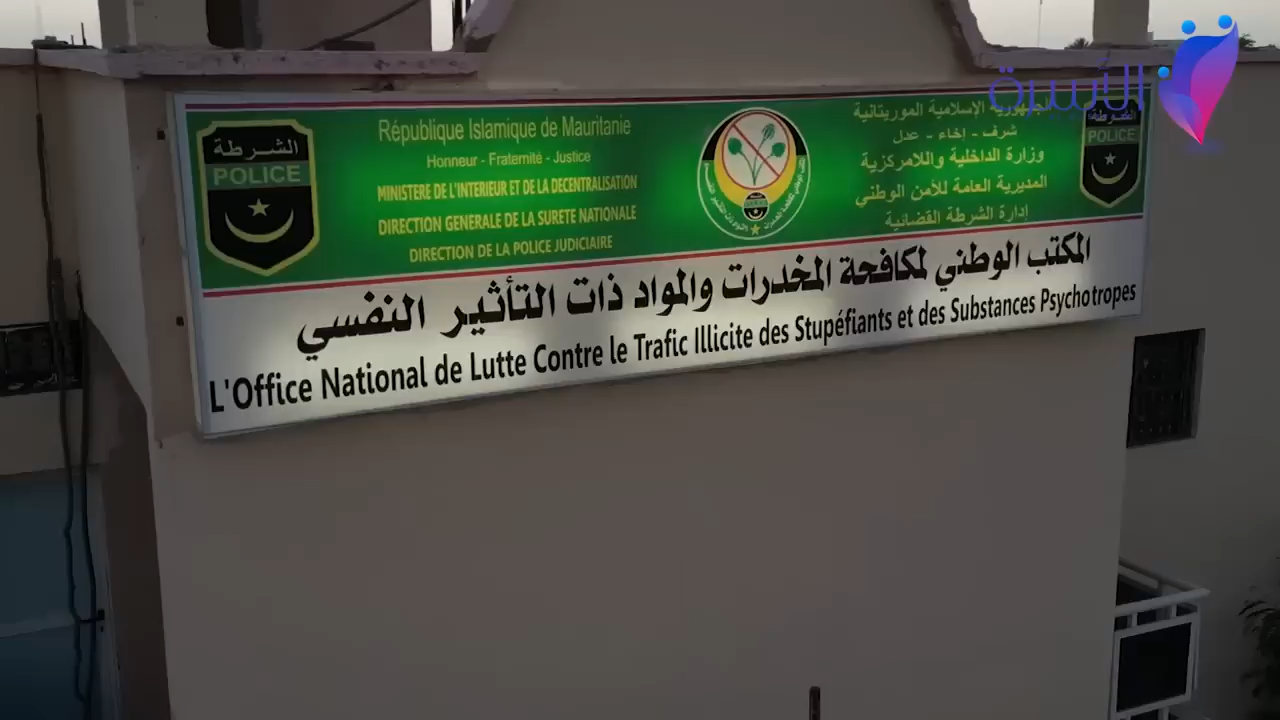 الأيبيرية
الشرطة
POLICE
République Islamique de Mauritanie
Honneur - Fraternité - Justice
MINISTERE DE L'INTERIEUR ET DE LA DECENTRALISATION
DIRECTION GENERALE DE LA SURETE NATIONALE
DIRECTION DE LA POLICE JUDICIAIRE
الجمهورية الإسلامية الموريتانية
شرف - إخاء - عدل
وزارة الداخلية واللامركزية
المديرية العامة للأمن الوطني
إدارة الشرطة القضائية
الشرطة
POLICE
المكتب الوطني لمكافحة المخدرات والمواد ذات التأثير النفسي
L'Office National de Lutte Contre le Trafic Illicite des Stupéfiants et des Substances Psychotropes